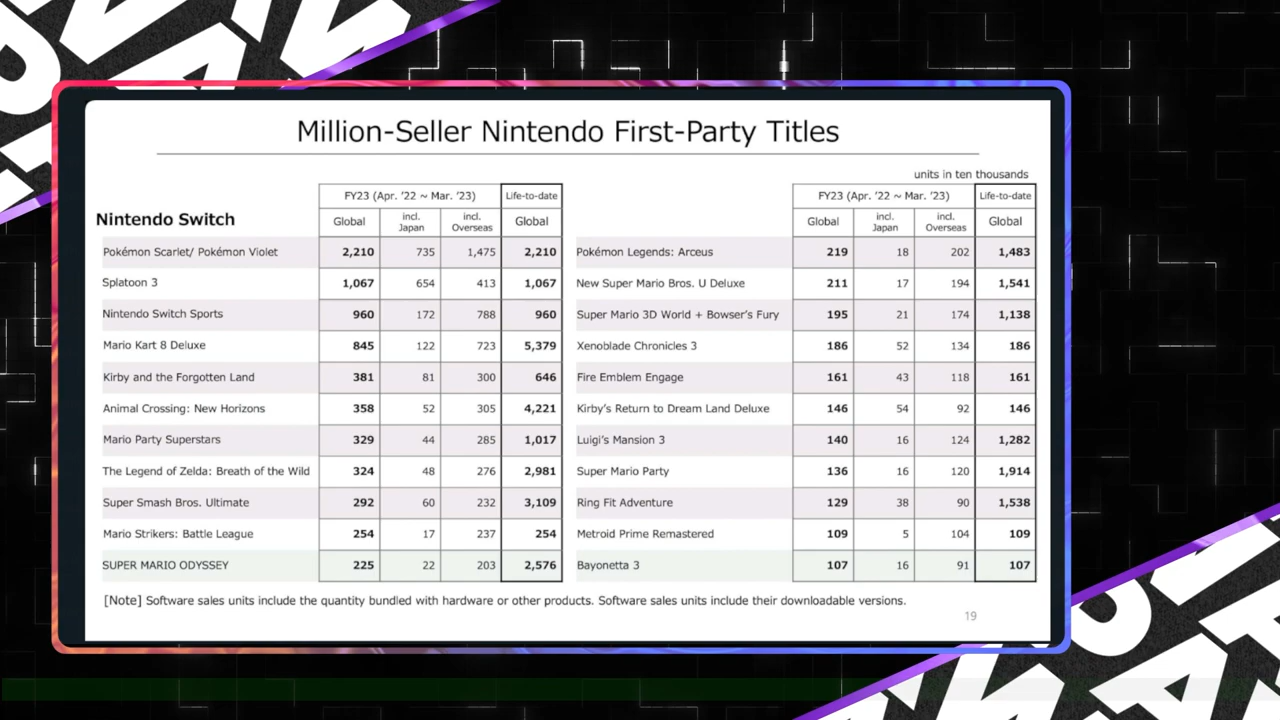 Million-Seller Nintendo First-Party Titles
units in ten thousands
FY23 (Apr. '22 ~ Mar. '23) Life-to-date FY23 (Apr. '22 ~ Mar. '23) Life-to-date
Nintendo Switch Global incl. Japan incl. Overseas Global Global incl. Japan incl. Overseas Global
Pokémon Scarlet/ Pokémon Violet 2,210 735 1,475 2,210 Pokémon Legends: Arceus 219 18 202 1,483
Splatoon 3 1,067 654 413 1,067 New Super Mario Bros. U Deluxe 211 17 194 1,541
Nintendo Switch Sports 960 172 788 960 Super Mario 3D World + Bowser's Fury 195 21 174 1,138
Mario Kart 8 Deluxe 845 122 723 5,379 Xenoblade Chronicles 3 186 52 134 186
Kirby and the Forgotten Land 381 81 300 646 Fire Emblem Engage 161 43 118 161
Animal Crossing: New Horizons 358 52 305 4,221 Kirby's Return to Dream Land Deluxe 146 54 92 146
Mario Party Superstars 329 44 285 1,017 Luigi's Mansion 3 140 16 124 1,282
The Legend of Zelda: Breath of the Wild 324 48 276 2,981 Super Mario Party 136 16 120 1,914
Super Smash Bros. Ultimate 292 60 232 3,109 Ring Fit Adventure 129 38 90 1,538
Mario Strikers: Battle League 254 17 237 254 Metroid Prime Remastered 109 5 104 109
SUPER MARIO ODYSSEY 225 22 203 2,576 Bayonetta 3 107 16 91 107
[Note] Software sales units include the quantity bundled with hardware or other products. Software sales units include their downloadable versions.
19